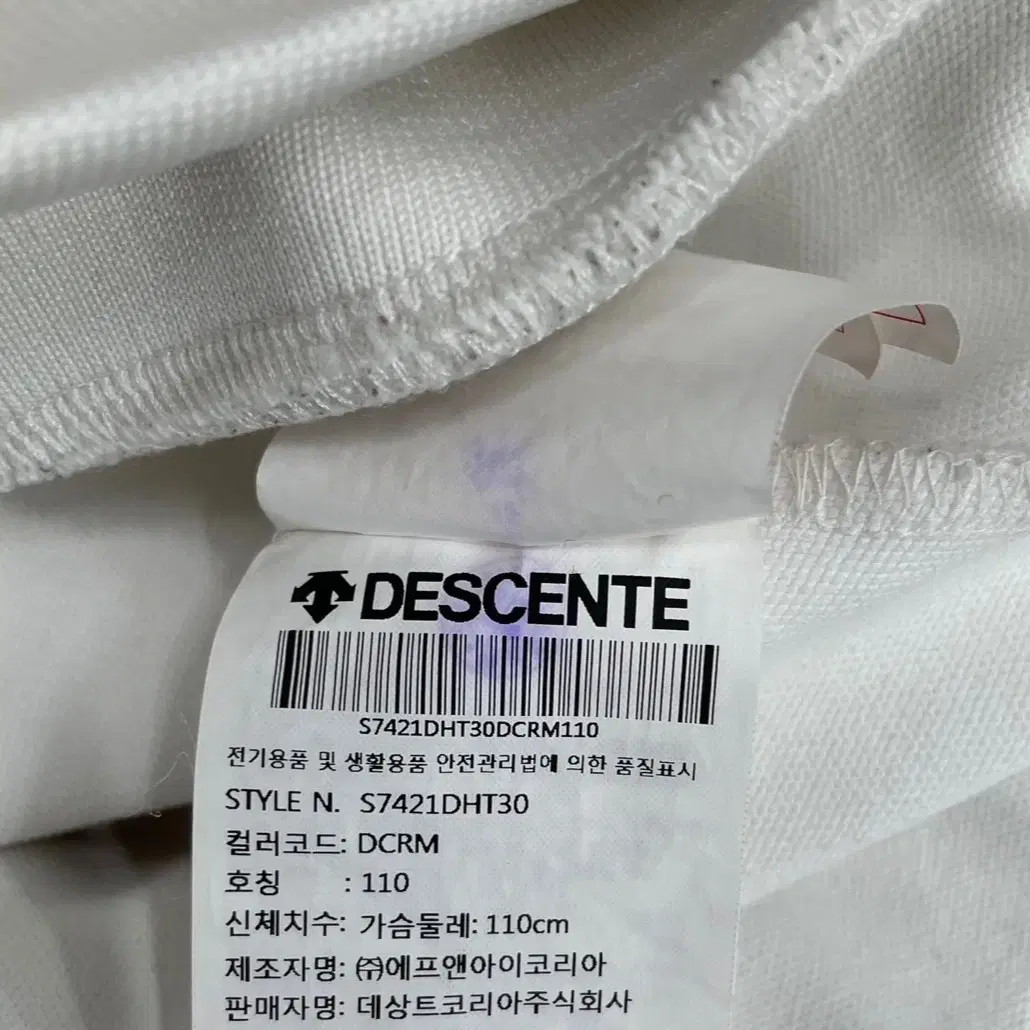 DESCENTE
S7421DHT30DCRM110
전기용품 및 생활용품 안전관리법에 의한 품질표시
STYLE N. S7421DHT30
컬러코드: DCRM
호칭 : 110
신체치수: 가슴둘레: 110cm
제조자명: ㈜에프앤아이코리아
판매자명: 데상트코리아주식회사